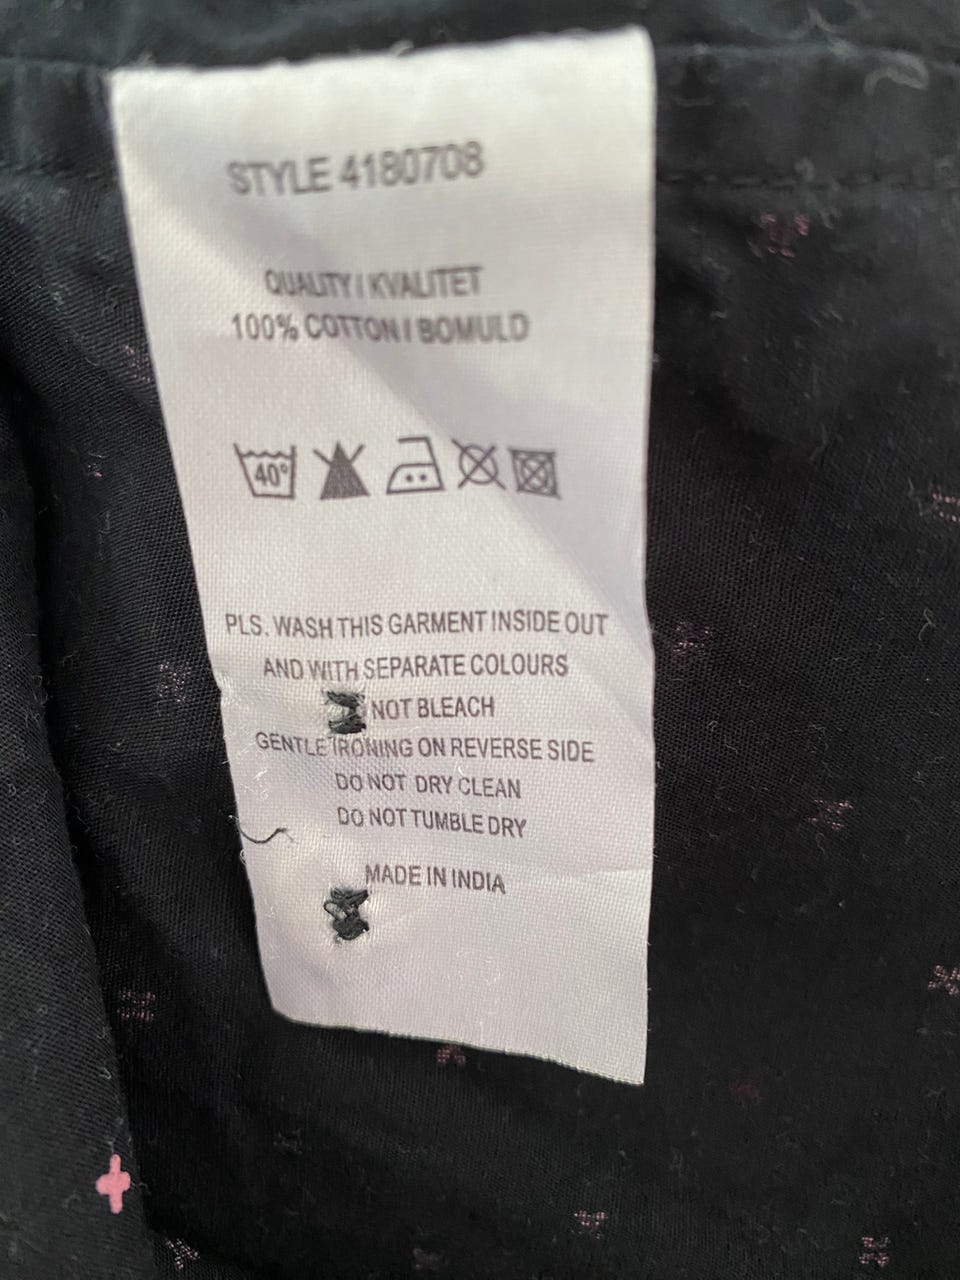 STYLE 4180708
QUALITY / KVALITET
100% COTTON / BOMULD
40°
PLS. WASH THIS GARMENT INSIDE OUT
AND WITH SEPARATE COLOURS
NOT BLEACH
GENTLE IRONING ON REVERSE SIDE
DO NOT DRY CLEAN
DO NOT TUMBLE DRY
MADE IN INDIA